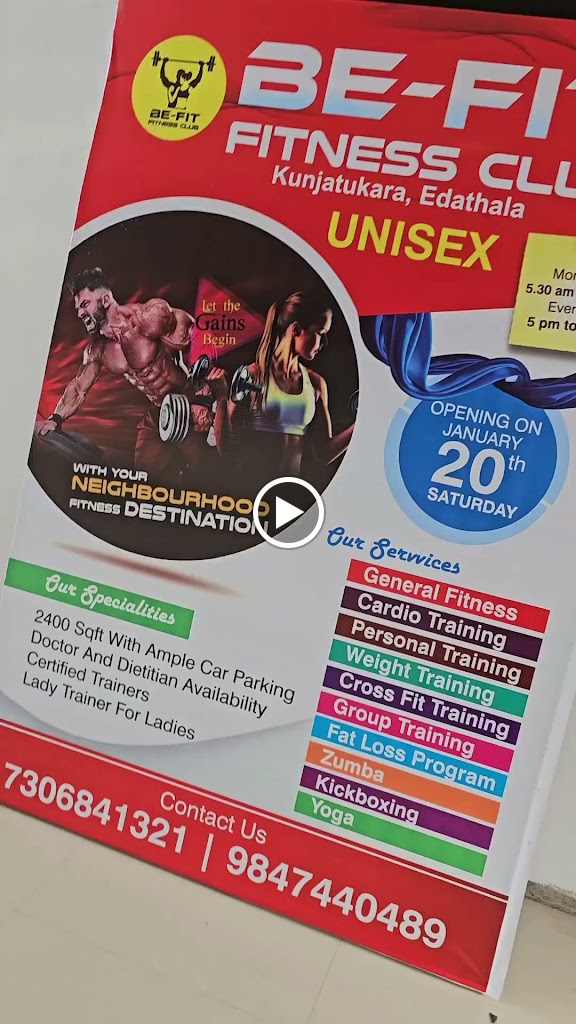 BE-FIT
FITNESS CLUB
BE-FI
FITNESS CLU
Kunjatukara, Edathala
UNISEX
Mor
5.30 am
Ever
5 pm to
Let the
Gains
Begin
WITH YOUR
NEIGHBOURHOOD
FITNESS DESTINATION
OPENING ON
JANUARY
20th
SATURDAY
Our Specialities
2400 Sqft With Ample Car Parking
Doctor And Dietitian Availability
Certified Trainers
Lady Trainer For Ladies
Our Servvices
General Fitness
Cardio Training
Personal Training
Weight Training
Cross Fit Training
Group Training
Fat Loss Program
Zumba
Kickboxing
Yoga
Contact Us
7306841321 | 9847440489